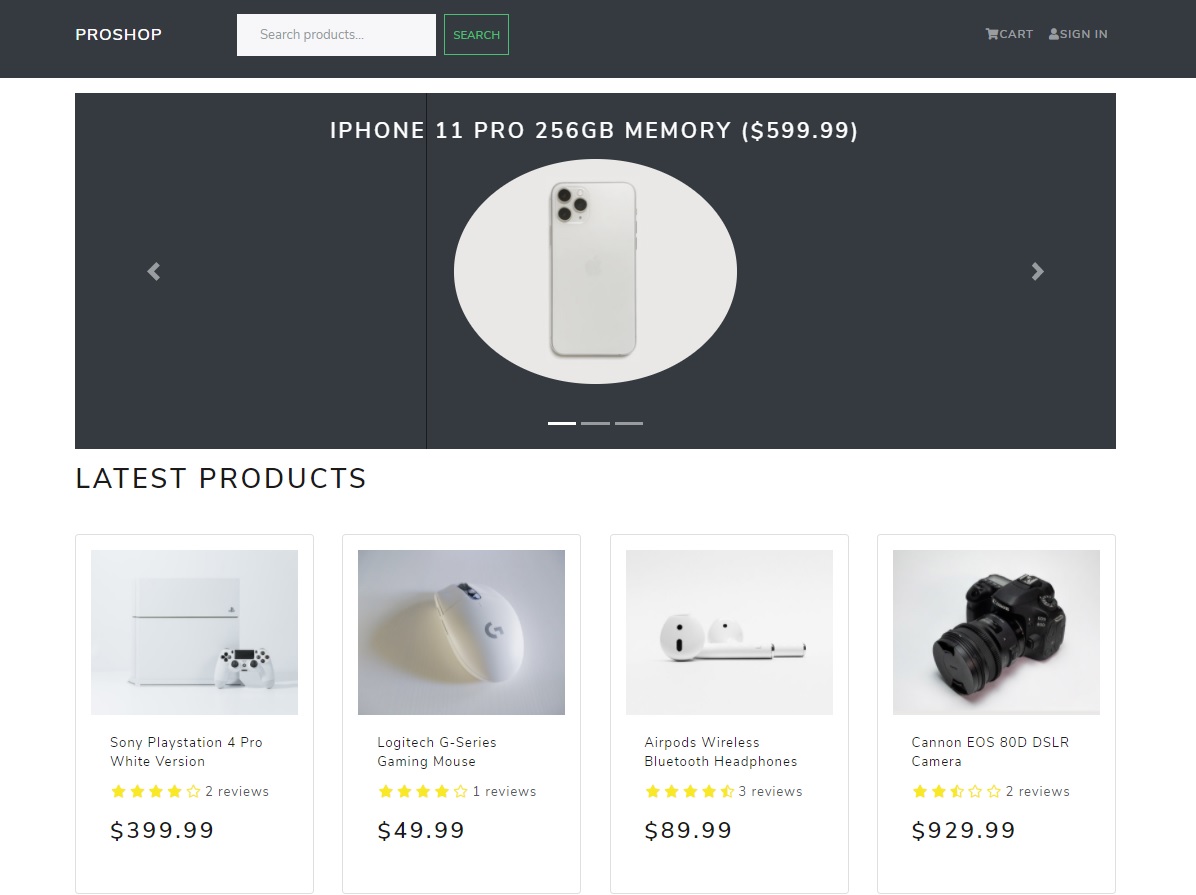 PROSHOP
Search products...
SEARCH
CART
SIGN IN
IPHONE 11 PRO 256GB MEMORY ($599.99)
LATEST PRODUCTS
Sony Playstation 4 Pro
White Version
2 reviews
$399.99
Logitech G-Series
Gaming Mouse
1 reviews
$49.99
Airpods Wireless
Bluetooth Headphones
3 reviews
$89.99
Cannon EOS 80D DSLR
Camera
2 reviews
$929.99